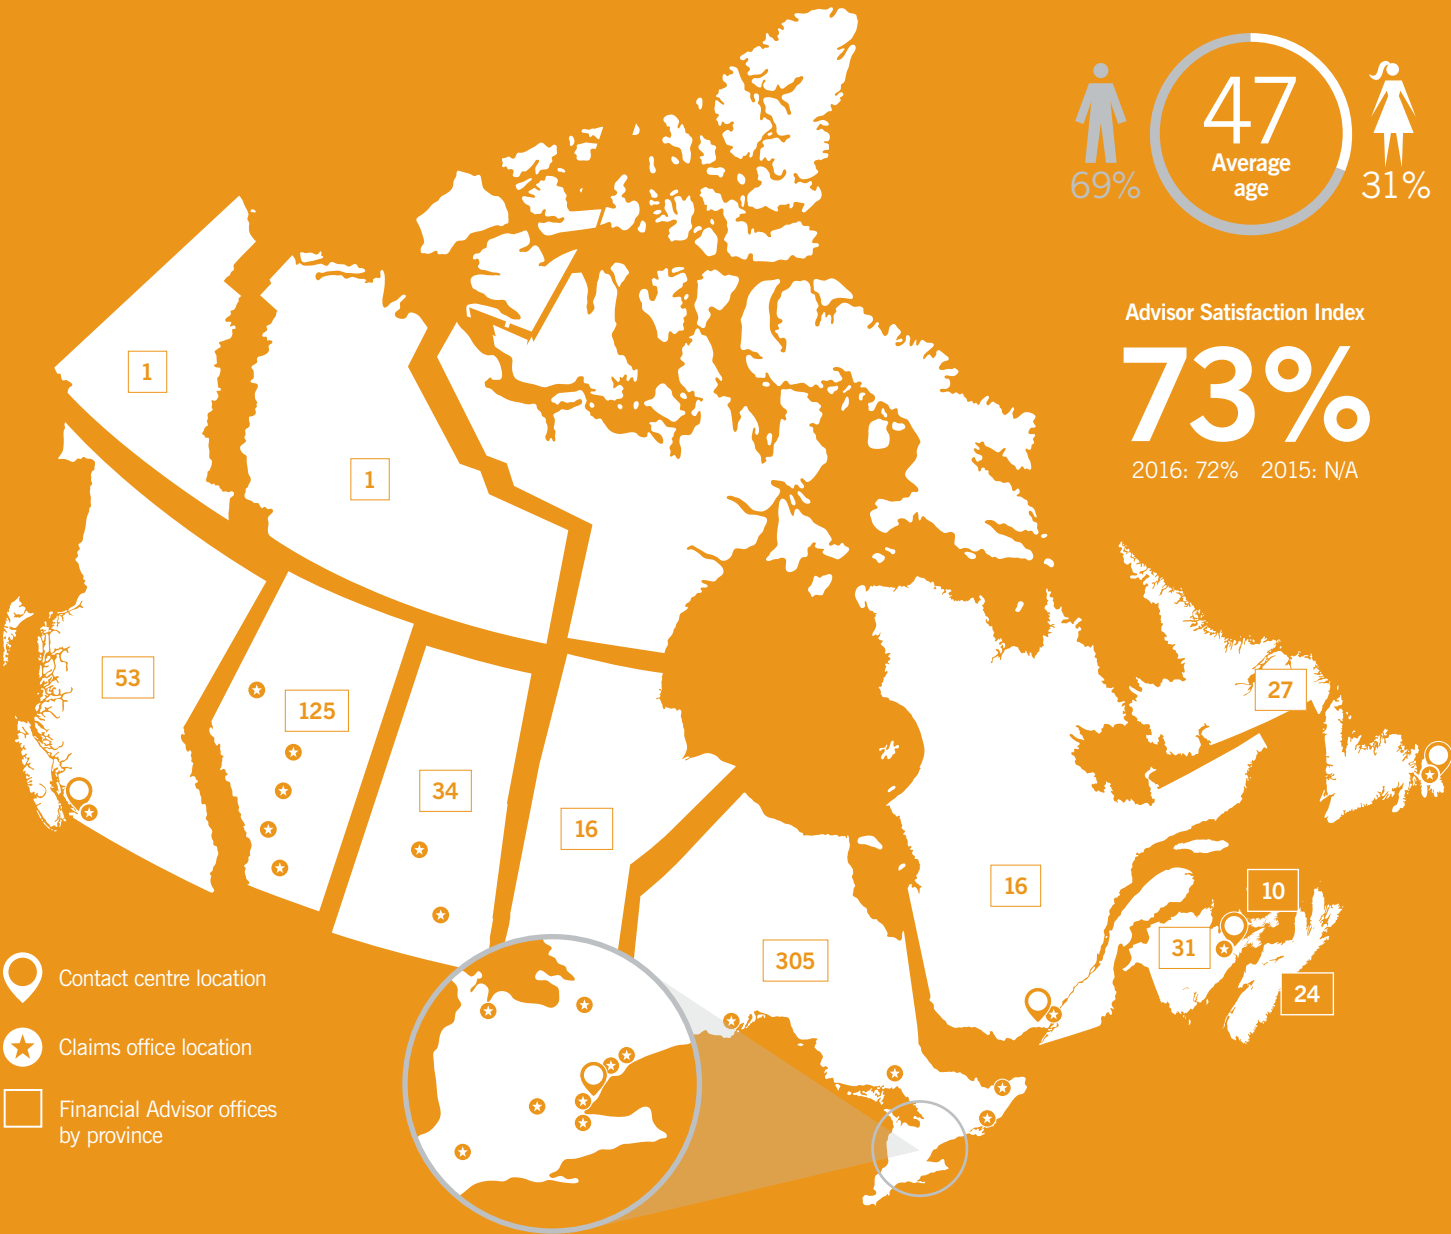 47
Average
age
69%
31%
Advisor Satisfaction Index
73%
2016: 72% 2015: N/A
1
1
53
125
34
16
305
16
27
10
31
24
Contact centre location
Claims office location
Financial Advisor offices
by province